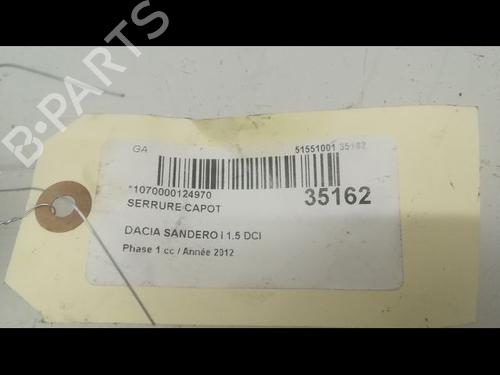 B-PARTS
GA
51551001 35162
*1070000124970
35162
SERRURE CAPOT
DACIA SANDERO I 1.5 DCI
Phase 1 cc / Année 2012